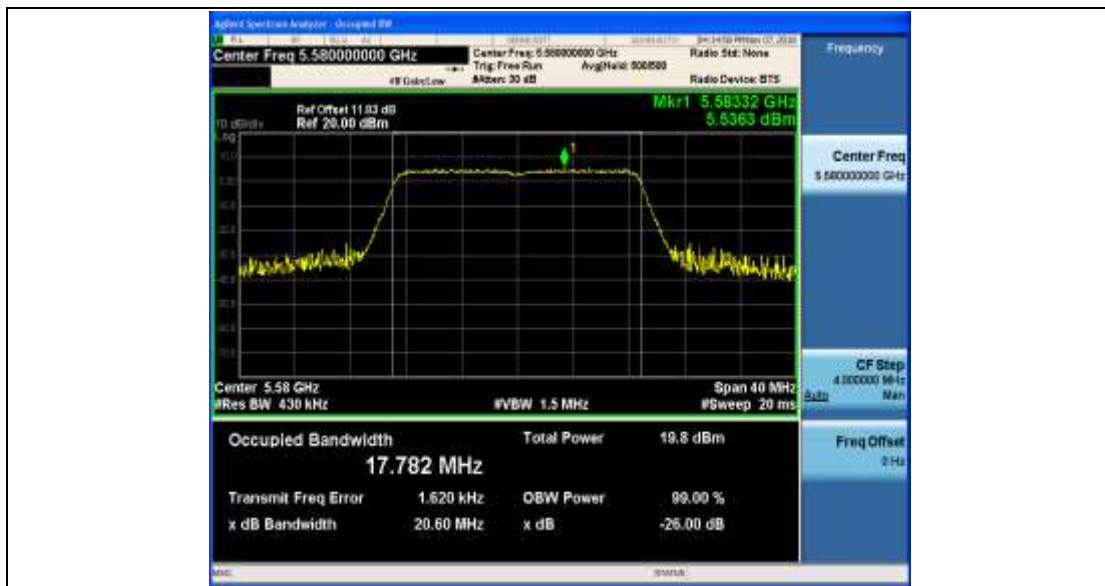 Agilent Spectrum Analyzer - Occupied BW
Center Freq 5.580000000 GHz
Center Freq: 5.580000000 GHz
Trig: Free Run Avg|Hold: 500/500
#IFGain:Low #Atten: 30 dB
Radio Std: None
Radio Device: BTS
Ref Offset 11.83 dB
10 dB/div Ref 20.00 dBm
Log
Mkr1 5.58332 GHz
5.5363 dBm
1
Center 5.58 GHz Span 40 MHz
#Res BW 430 kHz #VBW 1.5 MHz #Sweep 20 ms
Occupied Bandwidth Total Power 19.8 dBm
17.782 MHz
Transmit Freq Error 1.620 kHz OBW Power 99.00 %
x dB Bandwidth 20.60 MHz x dB -26.00 dB
MSG STATUS
Frequency
Center Freq
5.580000000 GHz
CF Step
4.000000 MHz
Auto Man
Freq Offset
0 Hz